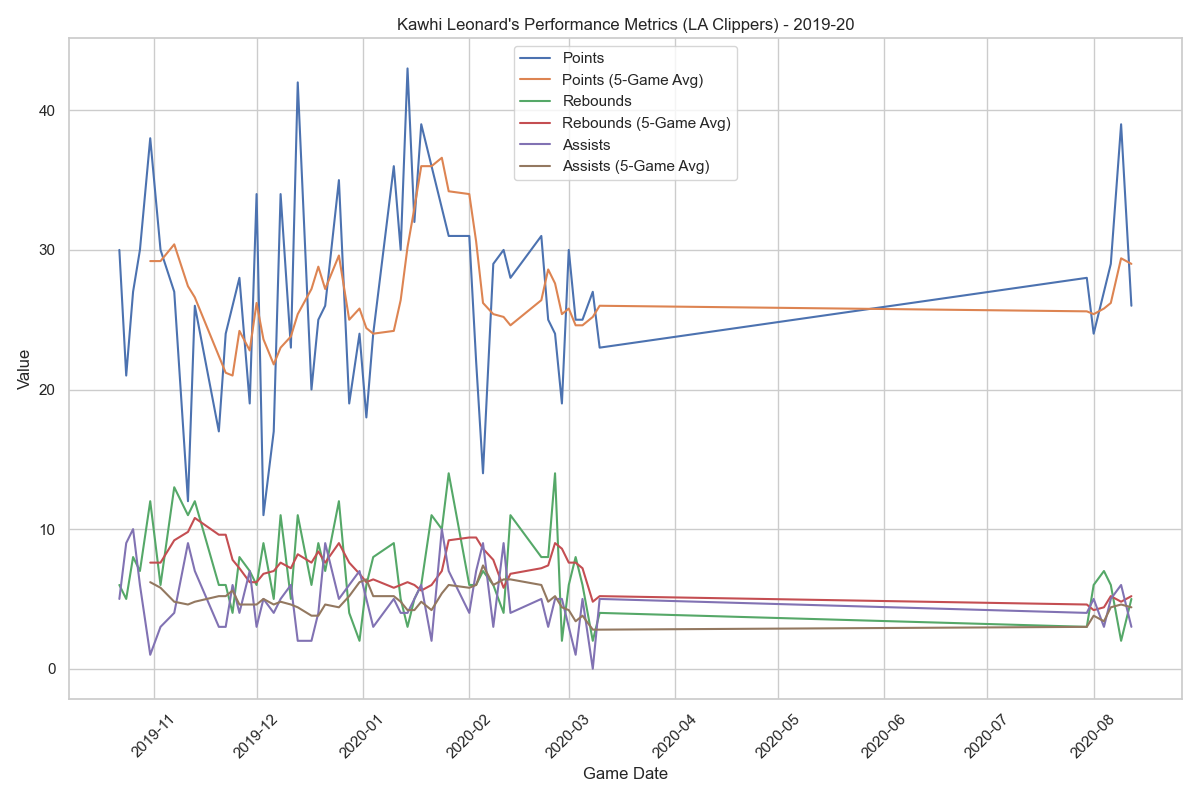 Kawhi Leonard's Performance Metrics (LA Clippers) - 2019-20
Points
Points (5-Game Avg)
Rebounds
Rebounds (5-Game Avg)
Assists
Assists (5-Game Avg)
Value
40
30
20
10
0
2019-11
2019-12
2020-01
2020-02
2020-03
2020-04
2020-05
2020-06
2020-07
2020-08
Game Date